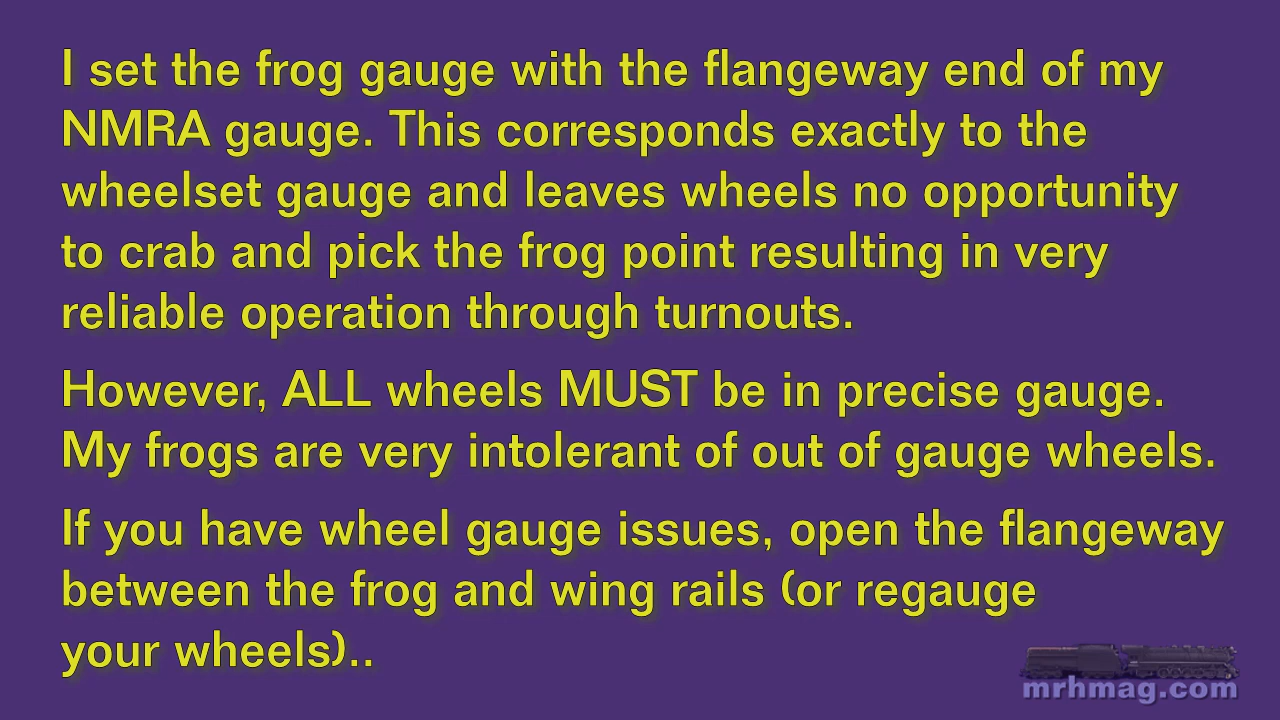 I set the frog gauge with the flangeway end of my
NMRA gauge. This corresponds exactly to the
wheelset gauge and leaves wheels no opportunity
to crab and pick the frog point resulting in very
reliable operation through turnouts.
However, ALL wheels MUST be in precise gauge.
My frogs are very intolerant of out of gauge wheels.
If you have wheel gauge issues, open the flangeway
between the frog and wing rails (or regauge
your wheels)..
mrhmag.com